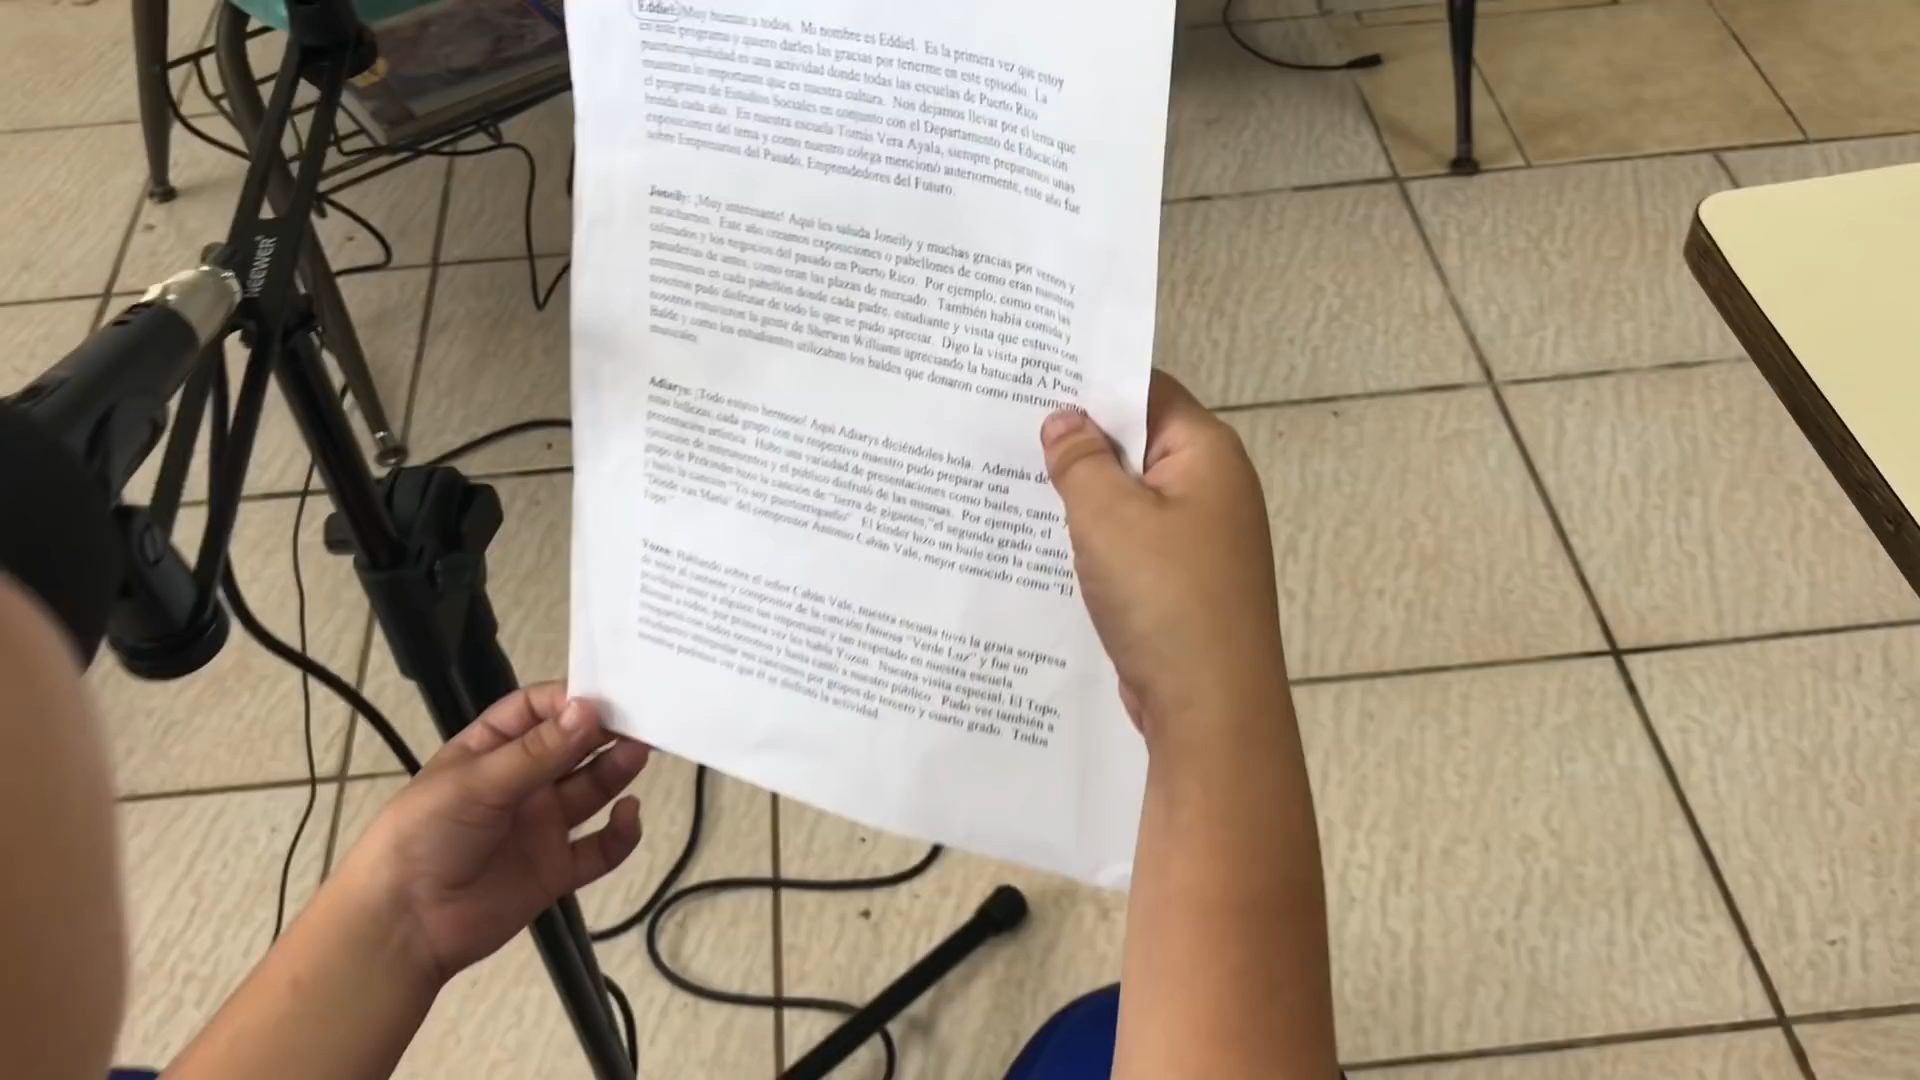 Eddiel: Muy buenas a todos. Mi nombre es Eddiel. Es la primera vez que estoy
en este programa y quiero darles las gracias por tenerme en este episodio. La
puertorriqueñidad es una actividad donde todas las escuelas de Puerto Rico
muestran lo importante que es nuestra cultura. Nos dejamos llevar por el tema que
el programa de Estudios Sociales en conjunto con el Departamento de Educación
brinda cada año. En nuestra escuela Tomás Vera Ayala, siempre preparamos unas
exposiciones del tema y como nuestro colega mencionó anteriormente, este año fue
sobre Empresarios del Pasado, Emprendedores del Futuro.
Joneily: ¡Muy interesante! Aquí les saluda Joneily y muchas gracias por vernos y
escucharnos. Este año creamos exposiciones o pabellones de como eran nuestros
colmados y los negocios del pasado en Puerto Rico. Por ejemplo, como eran las
panaderías de antes, como eran las plazas de mercado. También había comida y
entremeses en cada pabellón donde cada padre, estudiante y visita que estuvo con
nosotros pudo disfrutar de todo lo que se pudo apreciar. Digo la visita porque con
nosotros estuvieron la gente de Sherwin Williams apreciando la batucada A Puro
Balde y como los estudiantes utilizaban los baldes que donaron como instrumentos
musicales.
Adiarys: ¡Todo estuvo hermoso! Aquí Adiarys diciéndoles hola. Además de
estas bellezas, cada grupo con su respectivo maestro pudo preparar una
presentación artística. Hubo una variedad de presentaciones como bailes, canto y
ejecución de instrumentos y el público disfrutó de las mismas. Por ejemplo, el
grupo de Prekinder hizo la canción de "tierra de gigantes," el segundo grado cantó
y bailó la canción "Yo soy puertorriqueño". El kinder hizo un baile con la canción
"Dónde vas María" del compositor Antonio Cabán Vale, mejor conocido como "El
Topo."
Yozen: Hablando sobre el señor Cabán Vale, nuestra escuela tuvo la grata sorpresa
de tener al cantante y compositor de la canción famosa "Verde Luz" y fue un
privilegio tener a alguien tan importante y tan respetado en nuestra escuela.
Buenas a todos, por primera vez les habla Yozen. Nuestra visita especial, El Topo,
compartió con todos nosotros y hasta cantó a nuestro público. Pudo ver también a
estudiantes interpretar sus canciones por grupos de tercero y cuarto grado. Todos
nosotros pudimos ver que él se disfrutó la actividad.
NEEWER